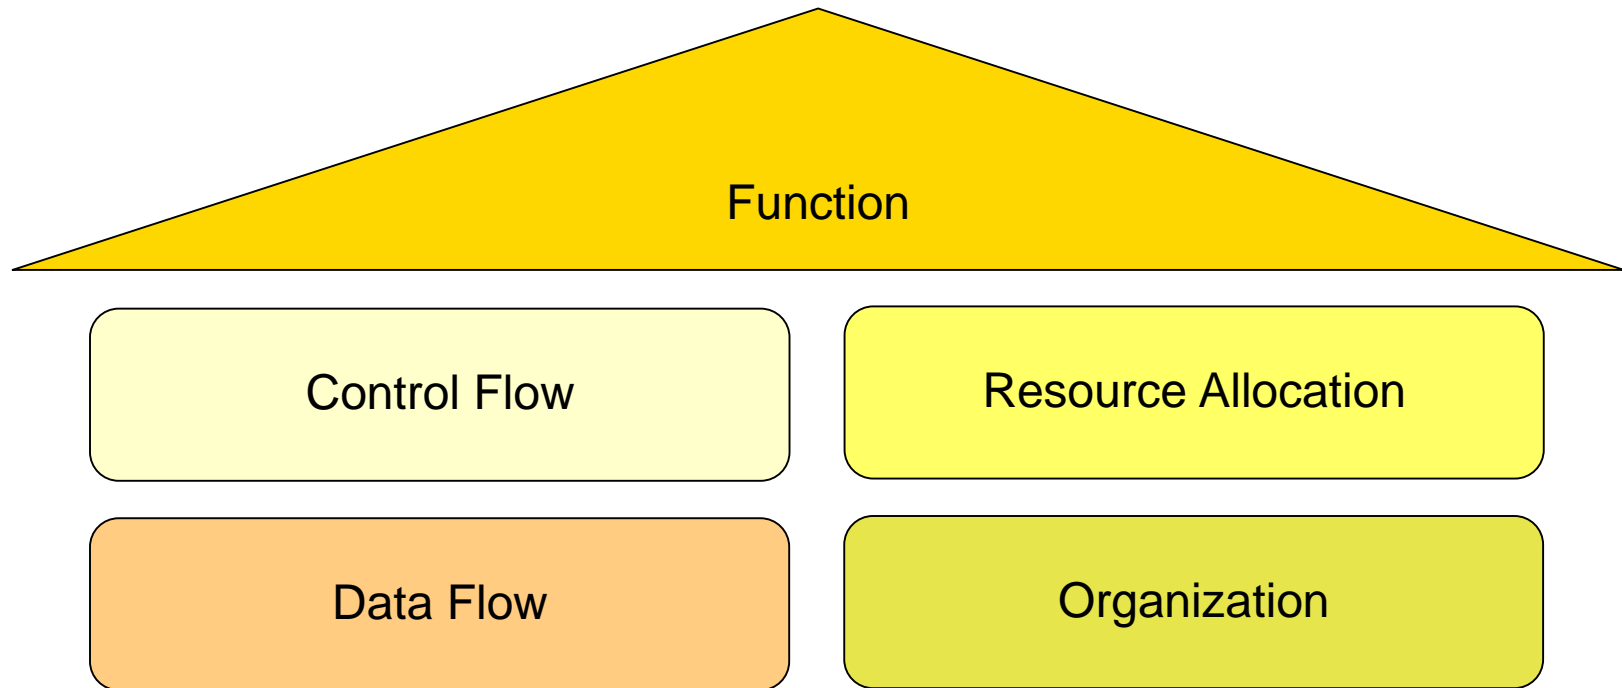 Function
Control Flow
Resource Allocation
Data Flow
Organization